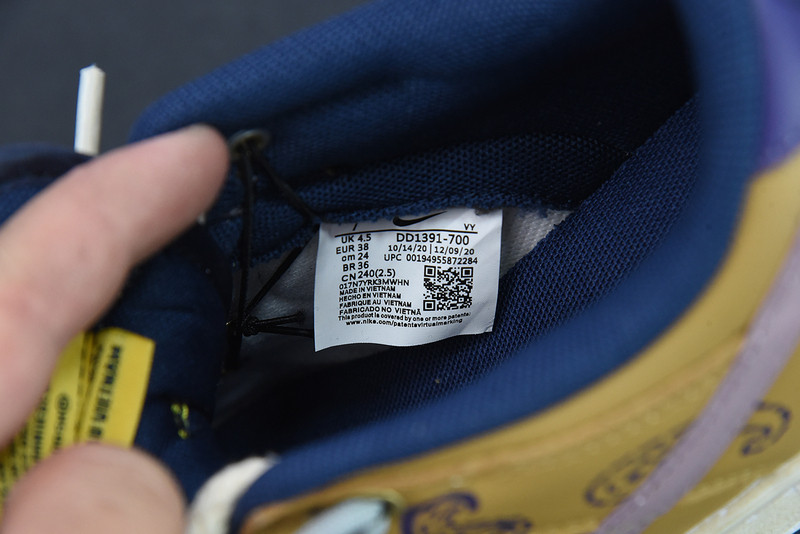 VY
UK 4.5 DD1391-700
EUR 38 10/14/20 | 12/09/20
cm 24 UPC 00194955872284
BR 36
CN 240(2.5)
017N7YRK3MWHN
MADE IN VIETNAM
HECHO EN VIETNAM
FABRIQUE AU VIETNAM
FABRICADO NO VIETNÃ
This product is covered by one or more patents:
www.nike.com/patentsvirtualmarking
VIETNAM